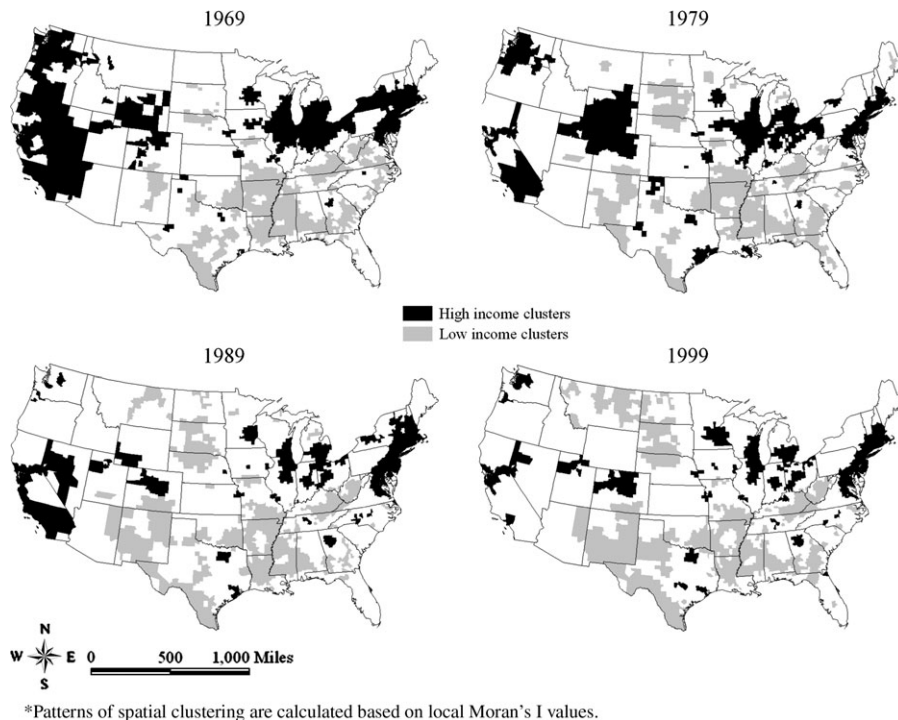 1969
1979
High income clusters
Low income clusters
1989
1999
N
W E
S
0 500 1,000 Miles
*Patterns of spatial clustering are calculated based on local Moran's I values.